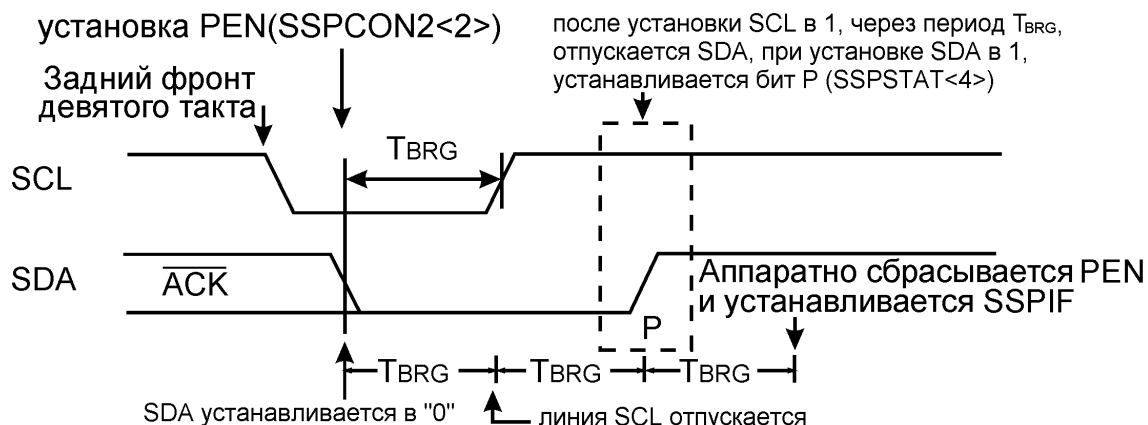 установка PEN(SSPCON2<2>)
после установки SCL в 1, через период TBRG,
отпускается SDA, при установке SDA в 1,
устанавливается бит P (SSPSTAT<4>)
Задний фронт
девятого такта
TBRG
SCL
SDA
ACK
Аппаратно сбрасывается PEN
и устанавливается SSPIF
P
TBRG
TBRG
TBRG
SDA устанавливается в "0"
линия SCL отпускается